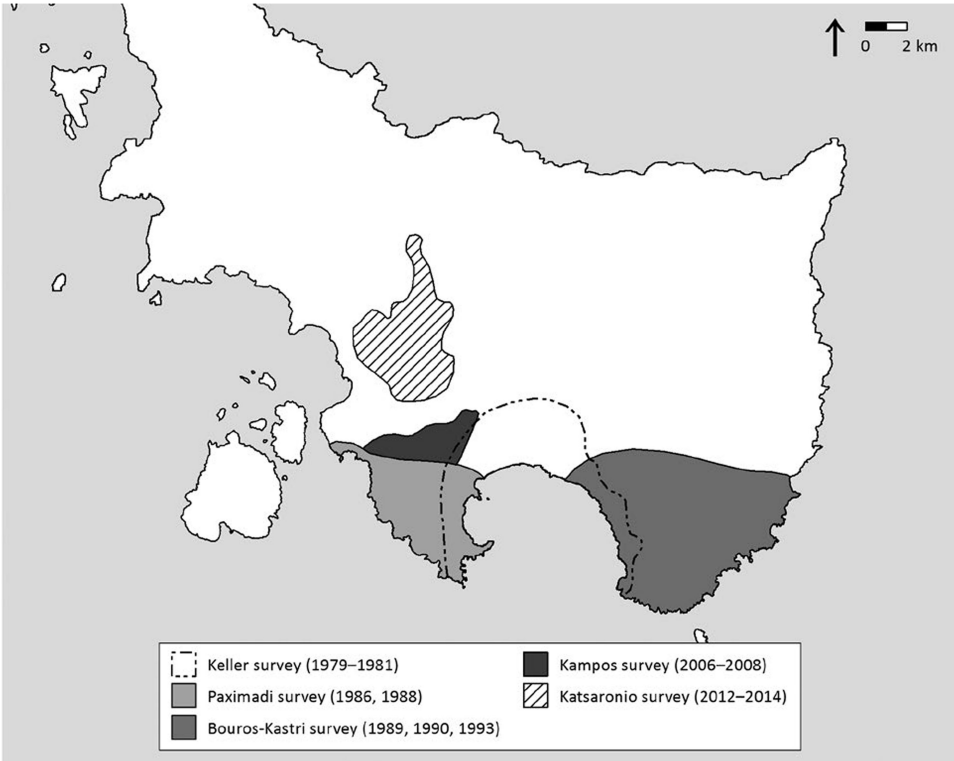 0 2 km
Keller survey (1979–1981)
Paximadi survey (1986, 1988)
Bouros-Kastri survey (1989, 1990, 1993)
Kampos survey (2006–2008)
Katsaronio survey (2012–2014)